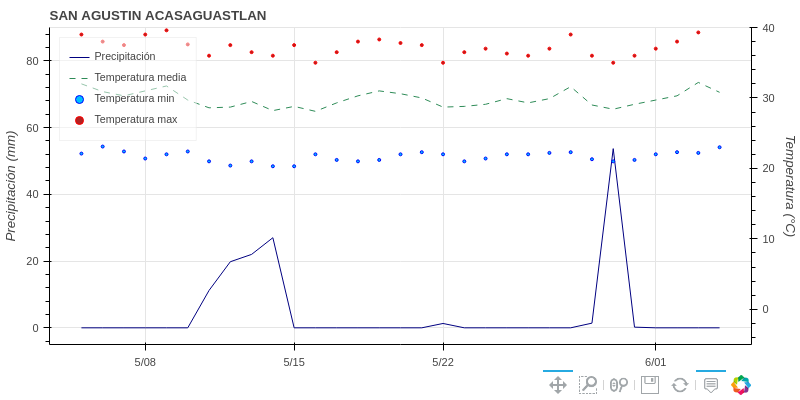 SAN AGUSTIN ACASAGUASTLAN
Precipitación
Temperatura media
Temperatura min
Temperatura max
Precipitación (mm)
80
60
40
20
0
Temperatura (°C)
40
30
20
10
0
5/08
5/15
5/22
6/01